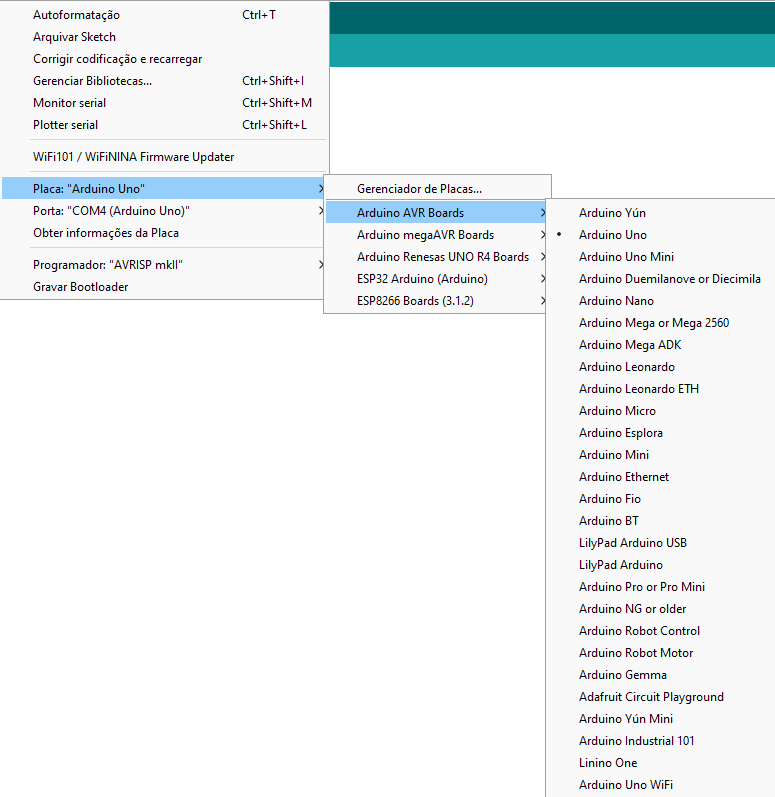 Autoformatação Ctrl+T
Arquivar Sketch
Corrigir codificação e recarregar
Gerenciar Bibliotecas... Ctrl+Shift+I
Monitor serial Ctrl+Shift+M
Plotter serial Ctrl+Shift+L
WiFi101 / WiFiNINA Firmware Updater
Placa: "Arduino Uno"
Porta: "COM4 (Arduino Uno)"
Obter informações da Placa
Programador: "AVRISP mkII"
Gravar Bootloader
Gerenciador de Placas...
Arduino AVR Boards
Arduino megaAVR Boards
Arduino Renesas UNO R4 Boards
ESP32 Arduino (Arduino)
ESP8266 Boards (3.1.2)
Arduino Yún
Arduino Uno
Arduino Uno Mini
Arduino Duemilanove or Diecimila
Arduino Nano
Arduino Mega or Mega 2560
Arduino Mega ADK
Arduino Leonardo
Arduino Leonardo ETH
Arduino Micro
Arduino Esplora
Arduino Mini
Arduino Ethernet
Arduino Fio
Arduino BT
LilyPad Arduino USB
LilyPad Arduino
Arduino Pro or Pro Mini
Arduino NG or older
Arduino Robot Control
Arduino Robot Motor
Arduino Gemma
Adafruit Circuit Playground
Arduino Yún Mini
Arduino Industrial 101
Linino One
Arduino Uno WiFi